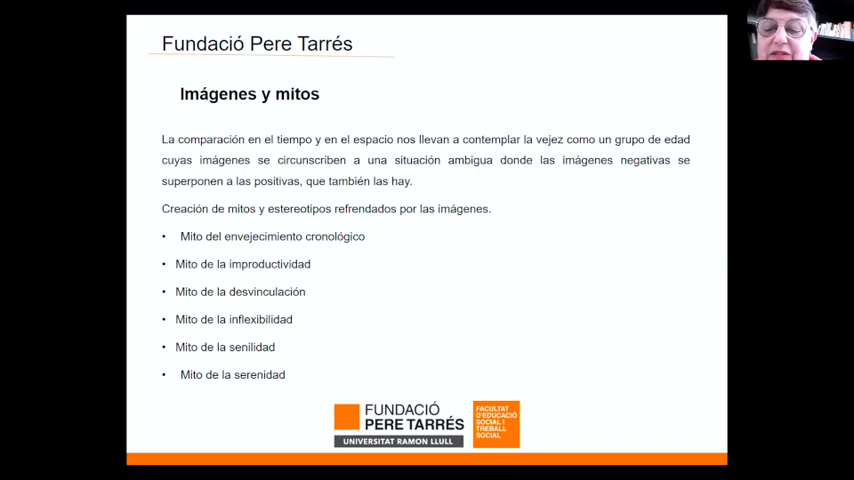 Fundació Pere Tarrés
Imágenes y mitos
La comparación en el tiempo y en el espacio nos llevan a contemplar la vejez como un grupo de edad
cuyas imágenes se circunscriben a una situación ambigua donde las imágenes negativas se
superponen a las positivas, que también las hay.
Creación de mitos y estereotipos refrendados por las imágenes.
• Mito del envejecimiento cronológico
• Mito de la improductividad
• Mito de la desvinculación
• Mito de la inflexibilidad
• Mito de la senilidad
• Mito de la serenidad
FUNDACIÓ
PERE TARRÉS
UNIVERSITAT RAMON LLULL
FACULTAT
D'EDUCACIÓ
SOCIAL I
TREBALL
SOCIAL